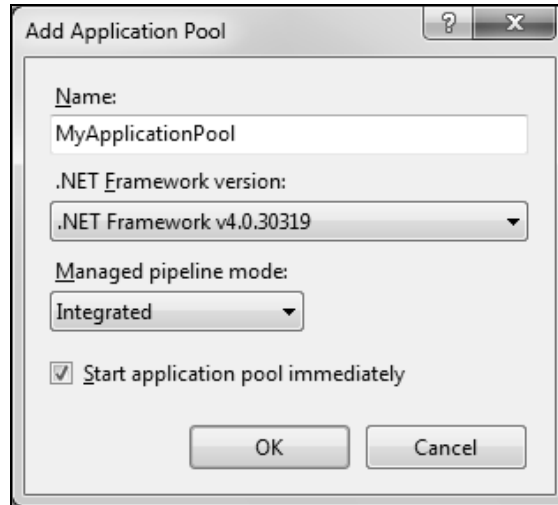 Add Application Pool
Name:
MyApplicationPool
.NET Framework version:
.NET Framework v4.0.30319
Managed pipeline mode:
Integrated
Start application pool immediately
OK Cancel